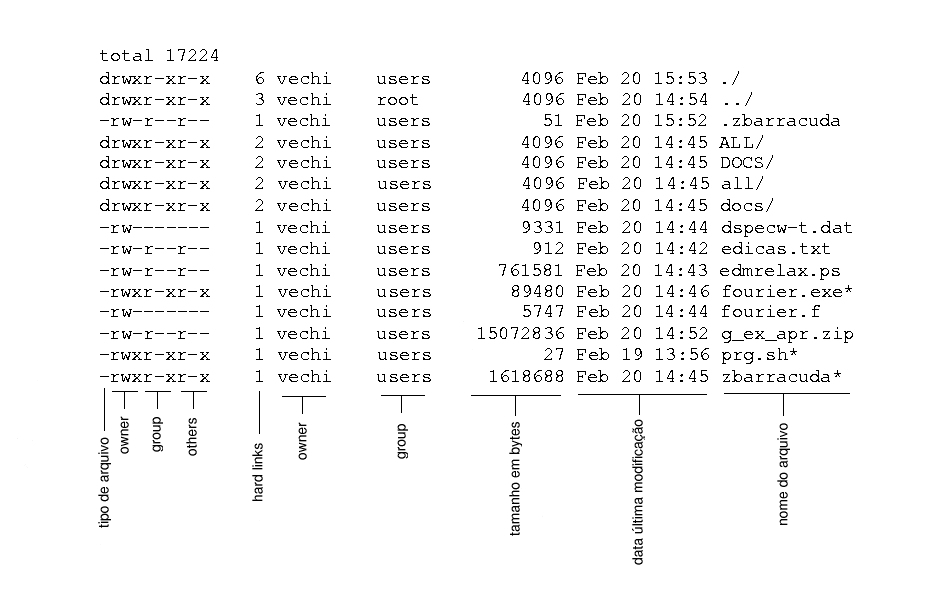 total 17224
drwxr-xr-x 6 vechi users 4096 Feb 20 15:53 ./
drwxr-xr-x 3 vechi root 4096 Feb 20 14:54 ../
-rw-r--r-- 1 vechi users 51 Feb 20 15:52 .zbarracuda
drwxr-xr-x 2 vechi users 4096 Feb 20 14:45 ALL/
drwxr-xr-x 2 vechi users 4096 Feb 20 14:45 DOCS/
drwxr-xr-x 2 vechi users 4096 Feb 20 14:45 all/
drwxr-xr-x 2 vechi users 4096 Feb 20 14:45 docs/
-rw------- 1 vechi users 9331 Feb 20 14:44 dspecw-t.dat
-rw-r--r-- 1 vechi users 912 Feb 20 14:42 edicas.txt
-rw-r--r-- 1 vechi users 761581 Feb 20 14:43 edmrelax.ps
-rwxr-xr-x 1 vechi users 89480 Feb 20 14:46 fourier.exe*
-rw------- 1 vechi users 5747 Feb 20 14:44 fourier.f
-rw-r--r-- 1 vechi users 15072836 Feb 20 14:52 g_ex_apr.zip
-rwxr-xr-x 1 vechi users 27 Feb 19 13:56 prg.sh*
-rwxr-xr-x 1 vechi users 1618688 Feb 20 14:45 zbarracuda*
tipo de arquivo
owner
group
others
hard links
owner
group
tamanho em bytes
data última modificação
nome do arquivo